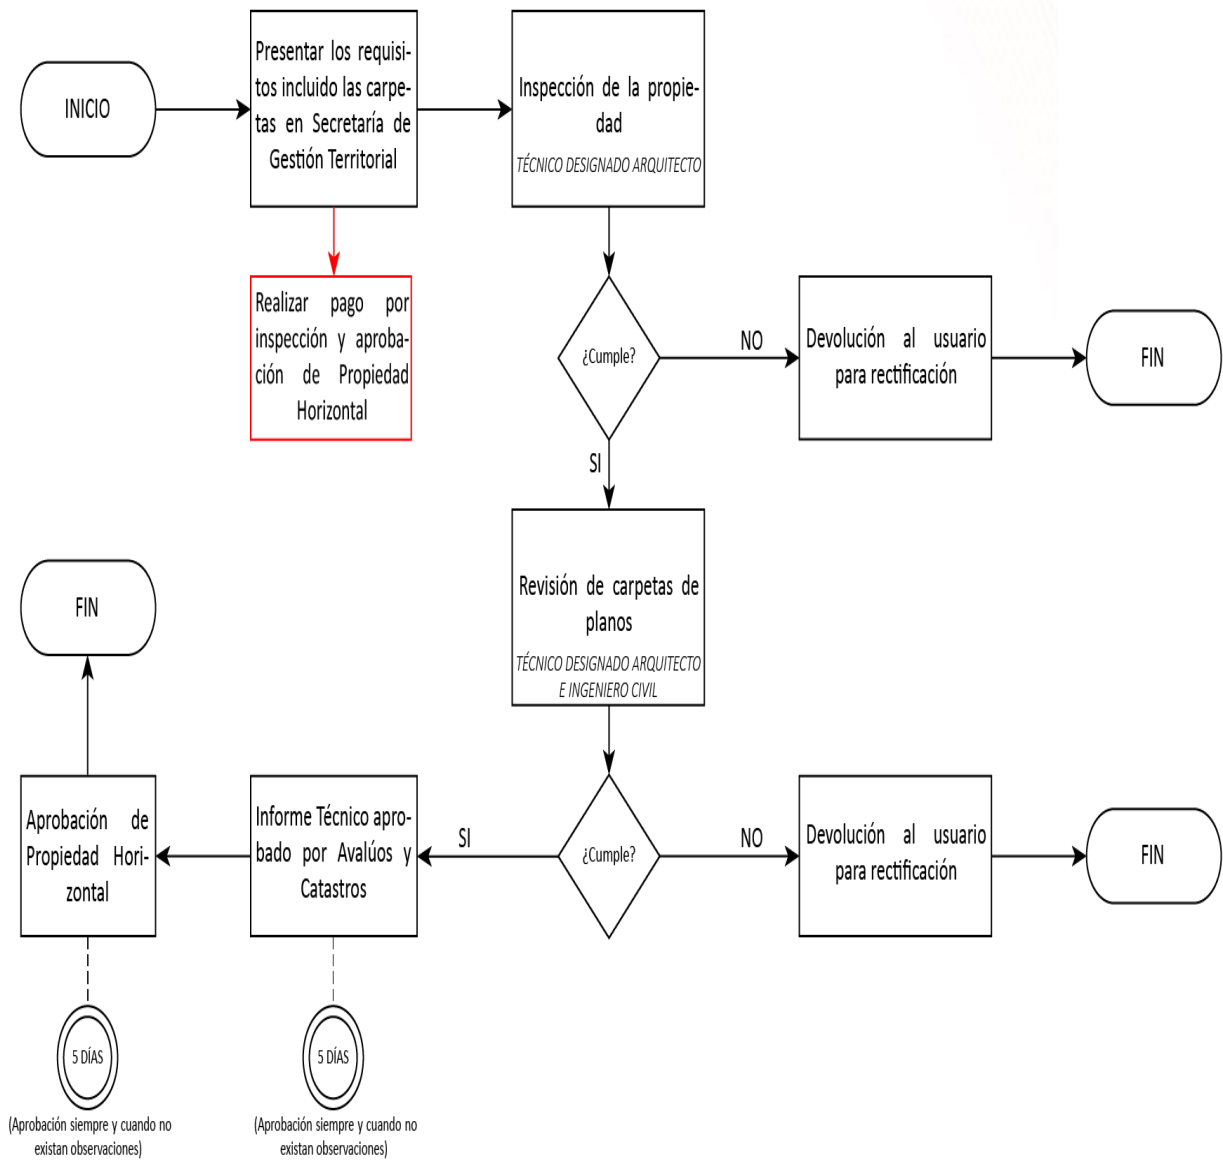 INICIO
Presentar los requisi-
tos incluido las carpe-
tas en Secretaría de
Gestión Territorial
Inspección de la propie-
dad
TÉCNICO DESIGNADO ARQUITECTO
Realizar pago por
inspección y aproba-
ción de Propiedad
Horizontal
¿Cumple?
NO
Devolución al usuario
para rectificación
FIN
SI
Revisión de carpetas de
planos
TÉCNICO DESIGNADO ARQUITECTO
E INGENIERO CIVIL
FIN
¿Cumple?
NO
Devolución al usuario
para rectificación
FIN
SI
Informe Técnico apro-
bado por Avalúos y
Catastros
Aprobación de
Propiedad Hori-
zontal
5 DÍAS
(Aprobación siempre y cuando no
existan observaciones)
5 DÍAS
(Aprobación siempre y cuando no
existan observaciones)